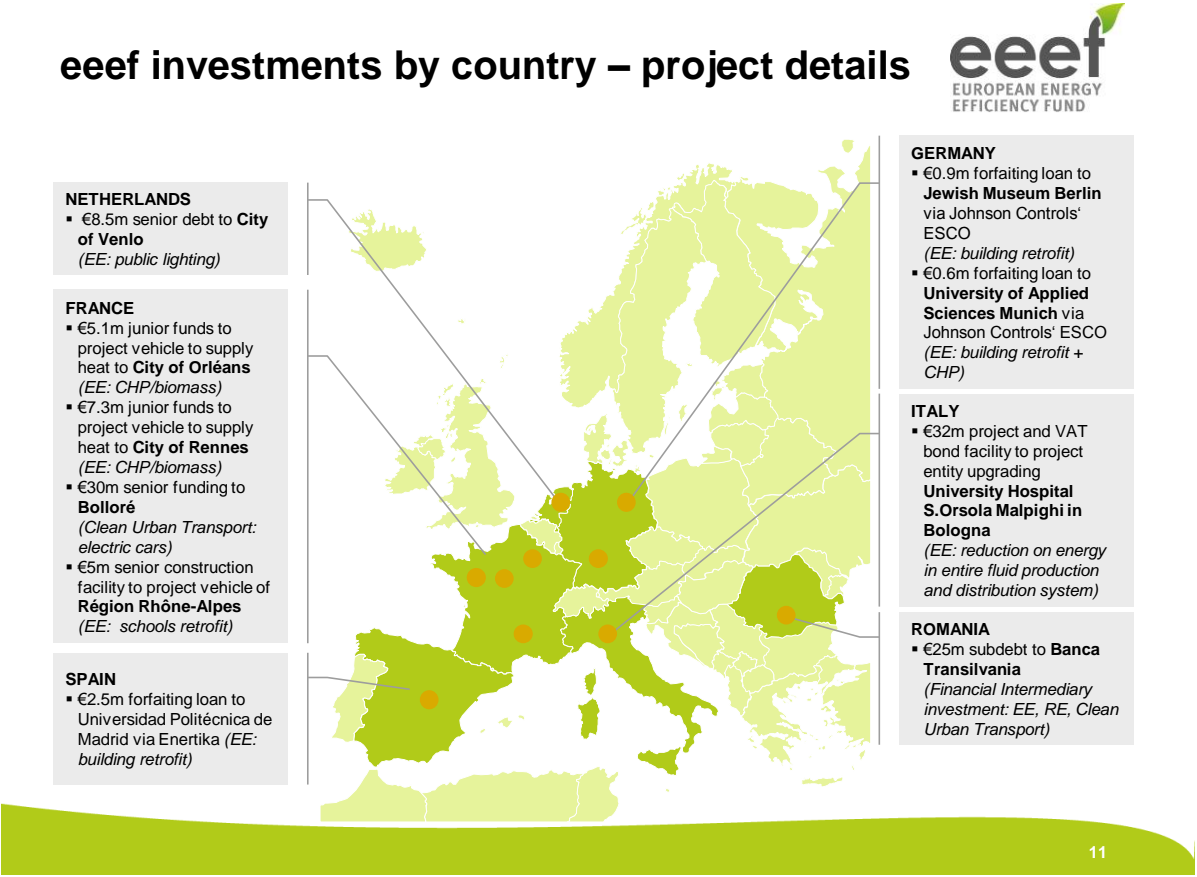 eeef investments by country – project details
eeef
EUROPEAN ENERGY
EFFICIENCY FUND
NETHERLANDS
▪ €8.5m senior debt to City
of Venlo
(EE: public lighting)
FRANCE
▪ €5.1m junior funds to
project vehicle to supply
heat to City of Orléans
(EE: CHP/biomass)
▪ €7.3m junior funds to
project vehicle to supply
heat to City of Rennes
(EE: CHP/biomass)
▪ €30m senior funding to
Bolloré
(Clean Urban Transport:
electric cars)
▪ €5m senior construction
facility to project vehicle of
Région Rhône-Alpes
(EE: schools retrofit)
SPAIN
▪ €2.5m forfaiting loan to
Universidad Politécnica de
Madrid via Enertika (EE:
building retrofit)
GERMANY
▪ €0.9m forfaiting loan to
Jewish Museum Berlin
via Johnson Controls‘
ESCO
(EE: building retrofit)
▪ €0.6m forfaiting loan to
University of Applied
Sciences Munich via
Johnson Controls‘ ESCO
(EE: building retrofit +
CHP)
ITALY
▪ €32m project and VAT
bond facility to project
entity upgrading
University Hospital
S.Orsola Malpighi in
Bologna
(EE: reduction on energy
in entire fluid production
and distribution system)
ROMANIA
▪ €25m subdebt to Banca
Transilvania
(Financial Intermediary
investment: EE, RE, Clean
Urban Transport)
11